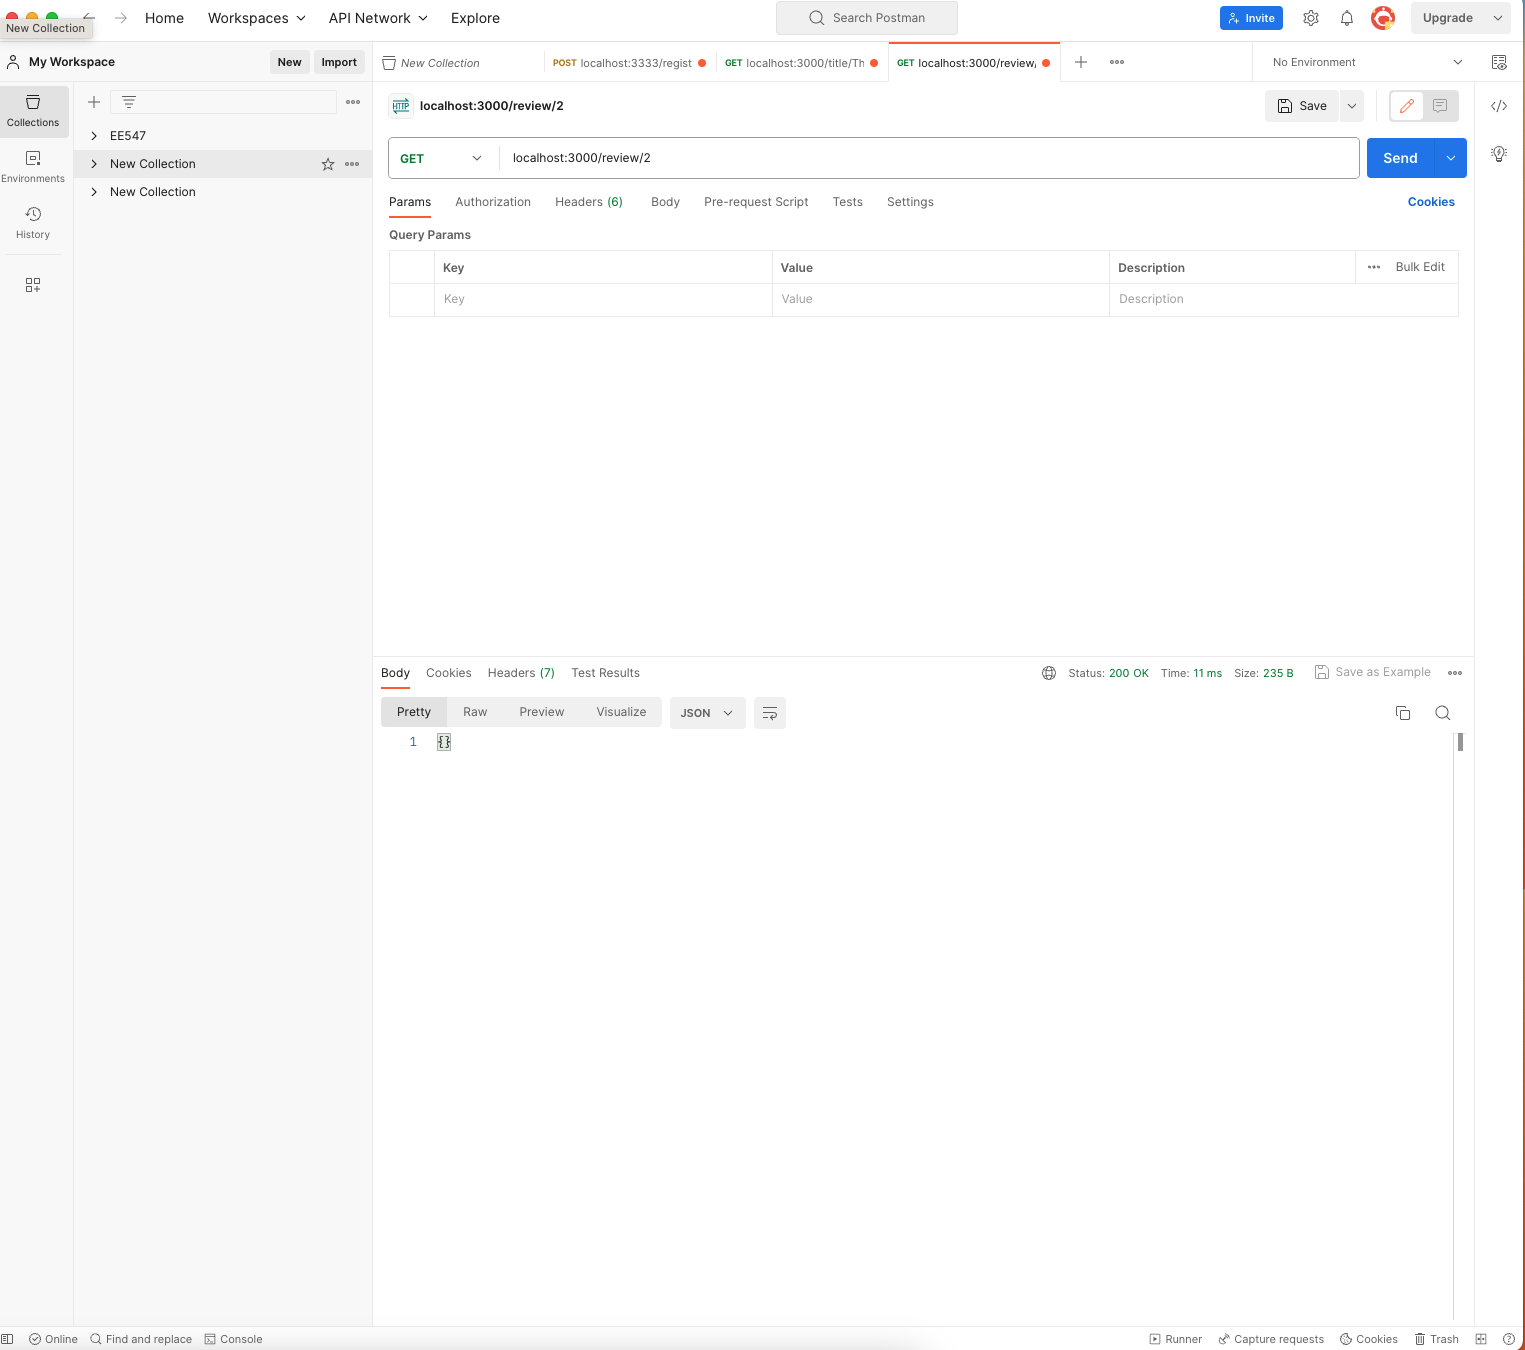 Home Workspaces API Network Explore Search Postman Invite Upgrade
New Collection
My Workspace New Import New Collection POST localhost:3333/regist GET localhost:3000/title/Th GET localhost:3000/review/ No Environment
Collections
Environments
History
EE547
New Collection
New Collection
HTTP localhost:3000/review/2 Save
GET localhost:3000/review/2 Send
Params Authorization Headers (6) Body Pre-request Script Tests Settings Cookies
Query Params
Key Value Description Bulk Edit
Key Value Description
Body Cookies Headers (7) Test Results Status: 200 OK Time: 11 ms Size: 235 B Save as Example
Pretty Raw Preview Visualize JSON
1 {}
Online Find and replace Console Runner Capture requests Cookies Trash